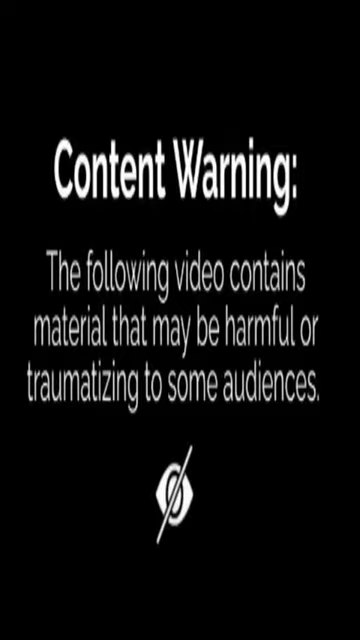 Content Warning:
The following video contains
material that may be harmful or
traumatizing to some audiences.